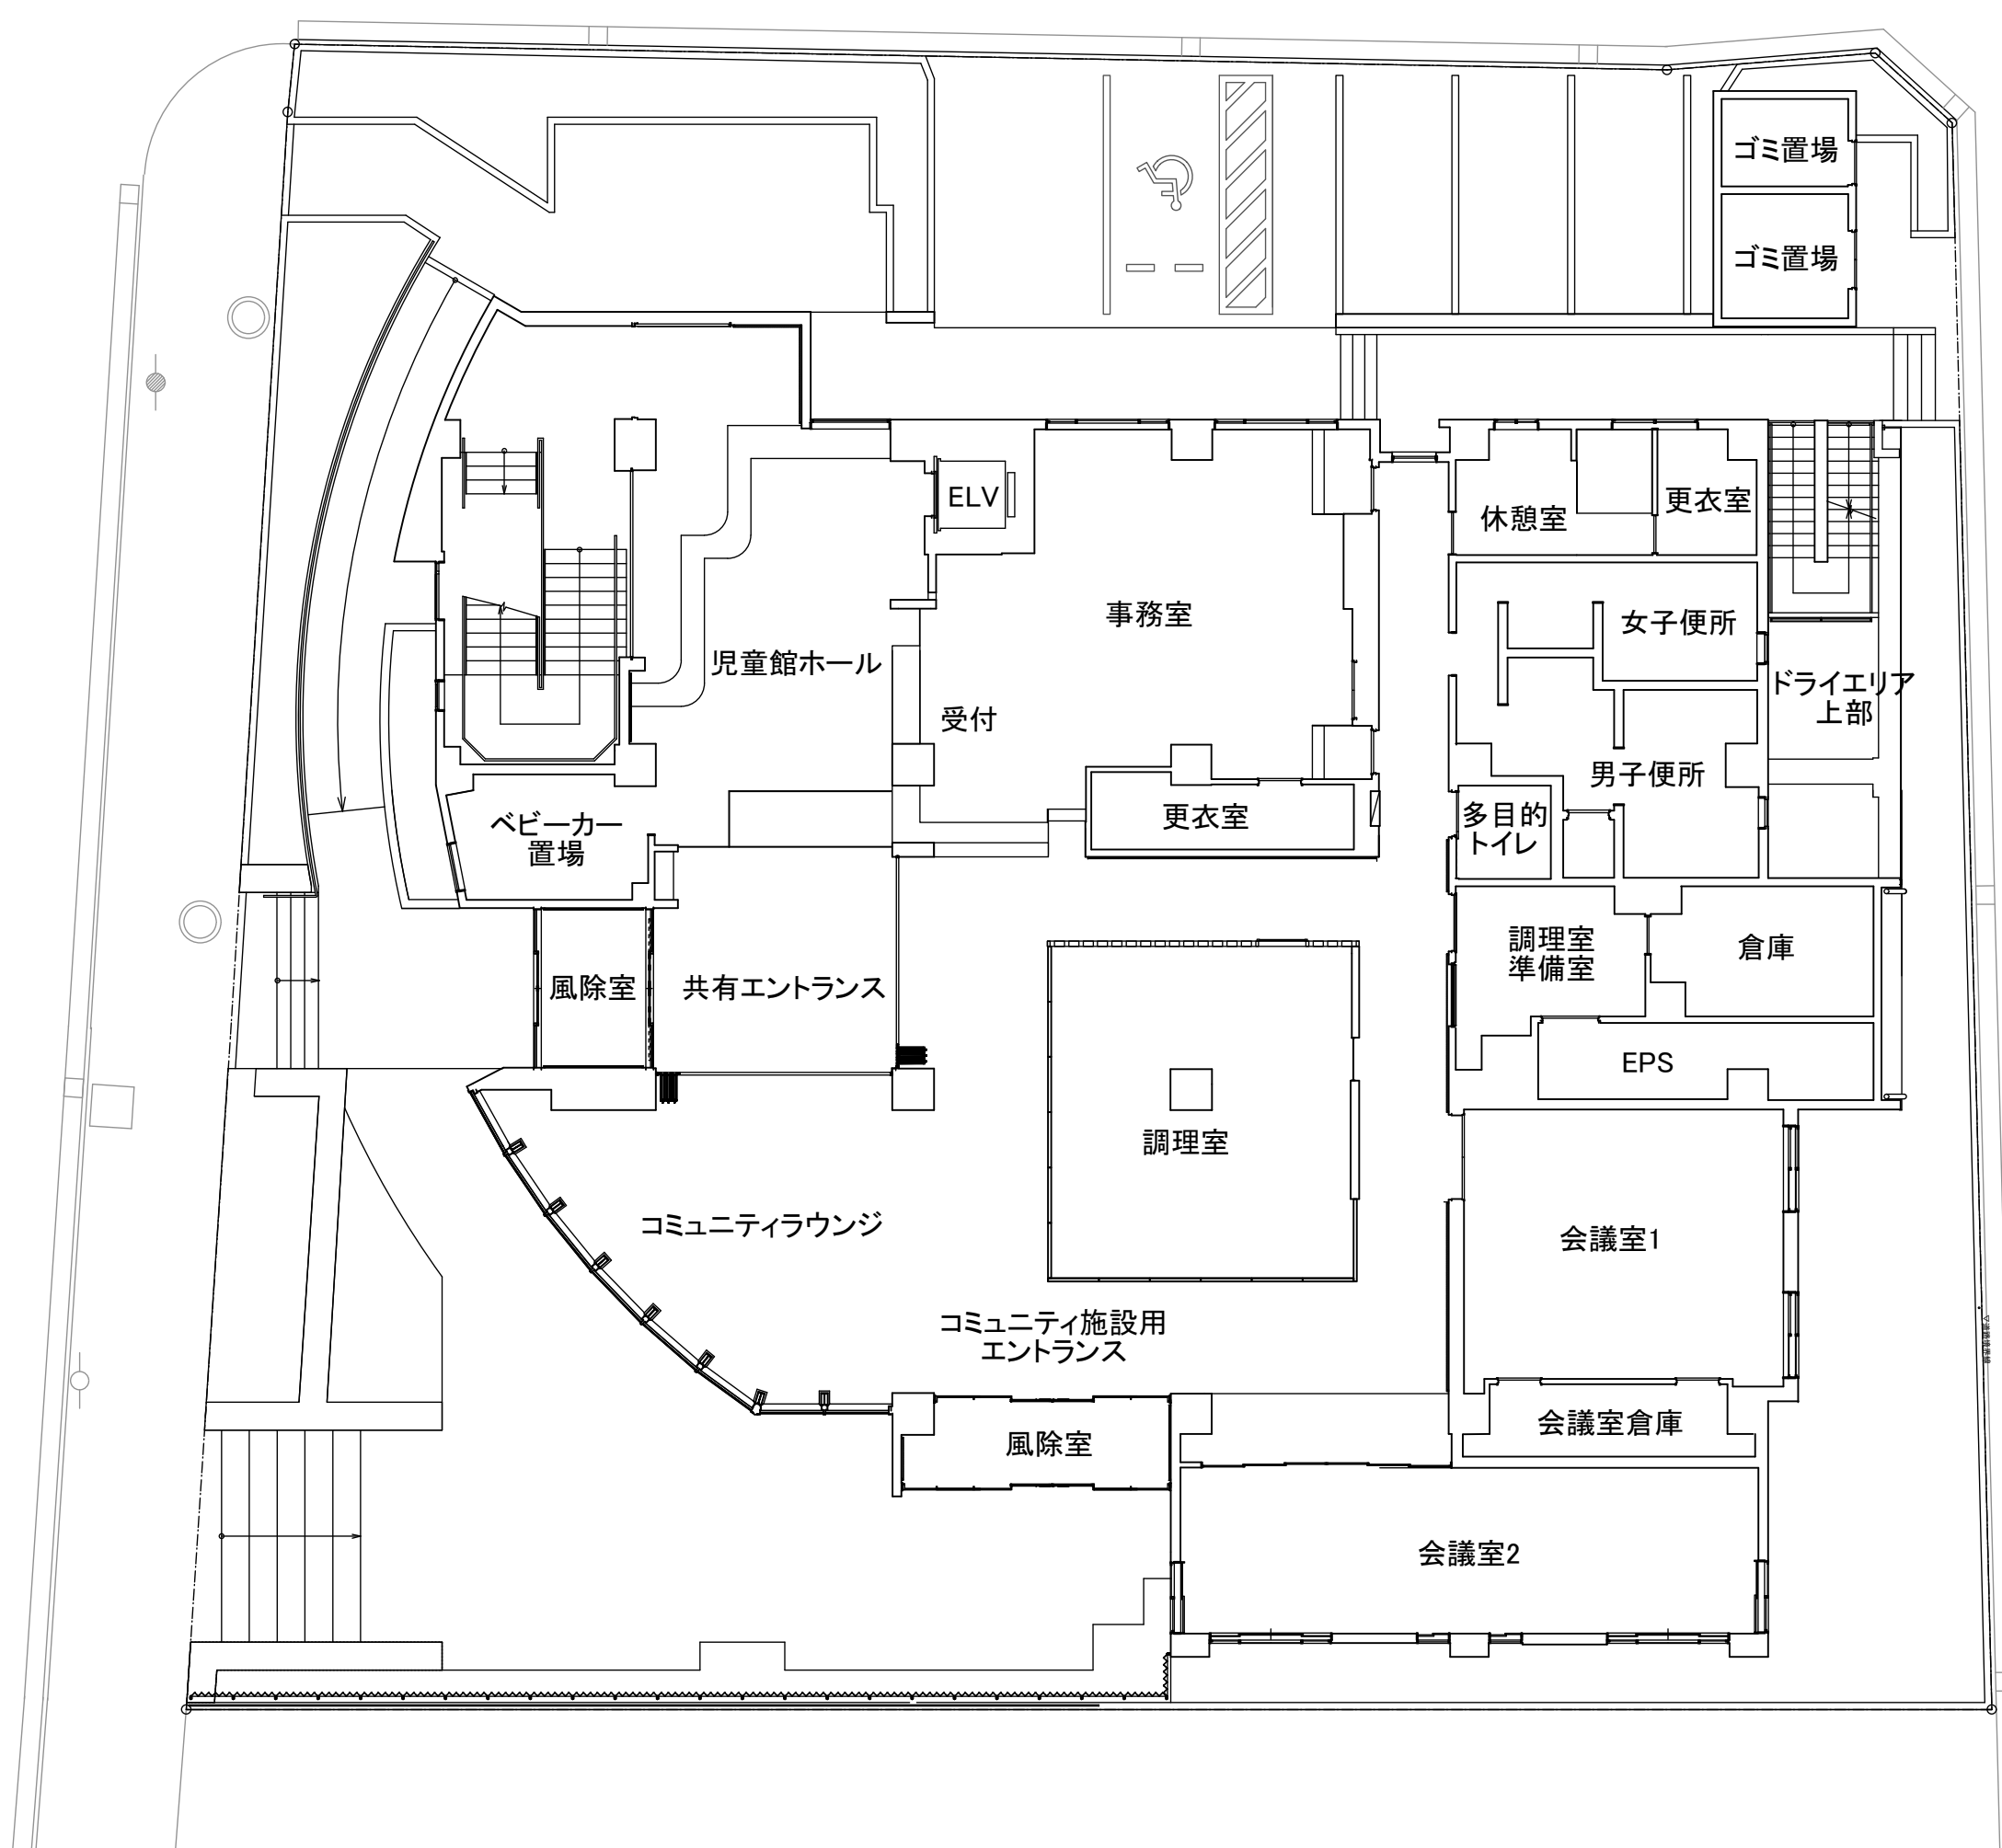 ゴミ置場
ゴミ置場
ELV
休憩室
更衣室
事務室
女子便所
児童館ホール
受付
ドライエリア
上部
男子便所
更衣室
多目的
トイレ
ベビーカー
置場
調理室
準備室
倉庫
風除室
共有エントランス
EPS
調理室
コミュニティラウンジ
会議室1
コミュニティ施設用
エントランス
会議室倉庫
風除室
会議室2